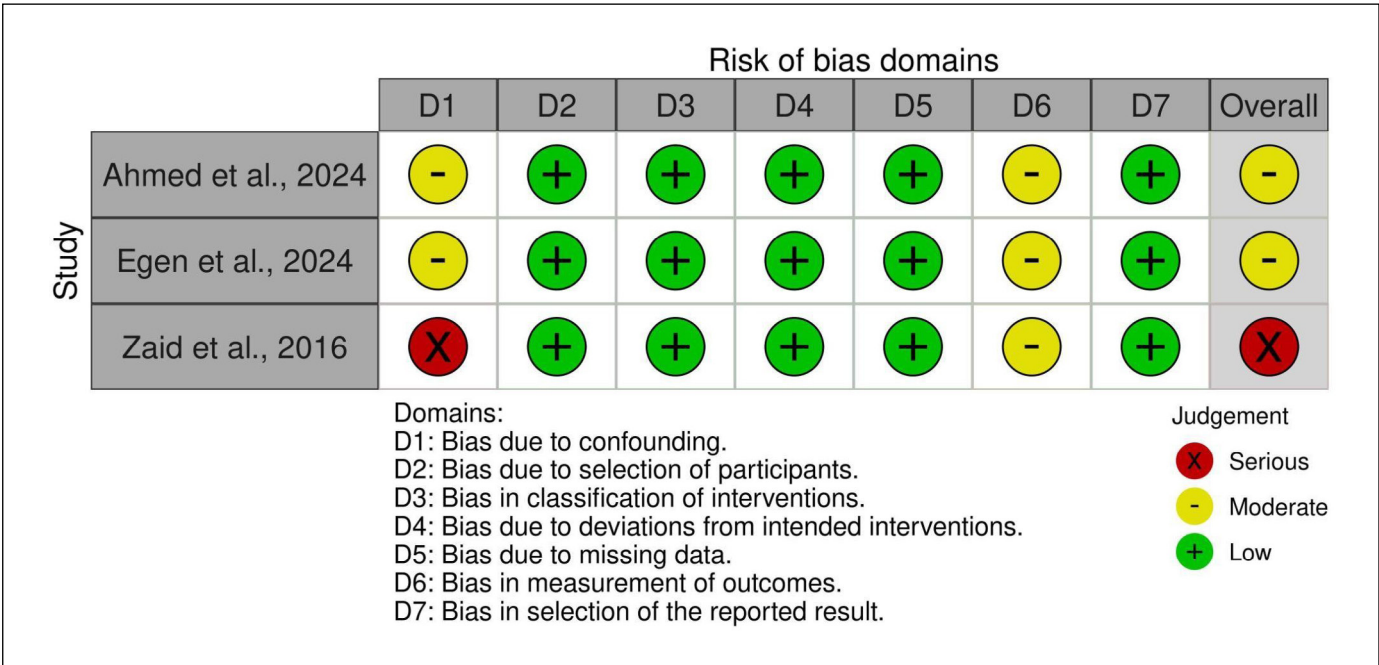 Risk of bias domains
D1 D2 D3 D4 D5 D6 D7 Overall
Study
Ahmed et al., 2024 - + + + + - + -
Egen et al., 2024 - + + + + - + -
Zaid et al., 2016 X + + + + - + X
Domains:
D1: Bias due to confounding.
D2: Bias due to selection of participants.
D3: Bias in classification of interventions.
D4: Bias due to deviations from intended interventions.
D5: Bias due to missing data.
D6: Bias in measurement of outcomes.
D7: Bias in selection of the reported result.
Judgement
X Serious
- Moderate
+ Low